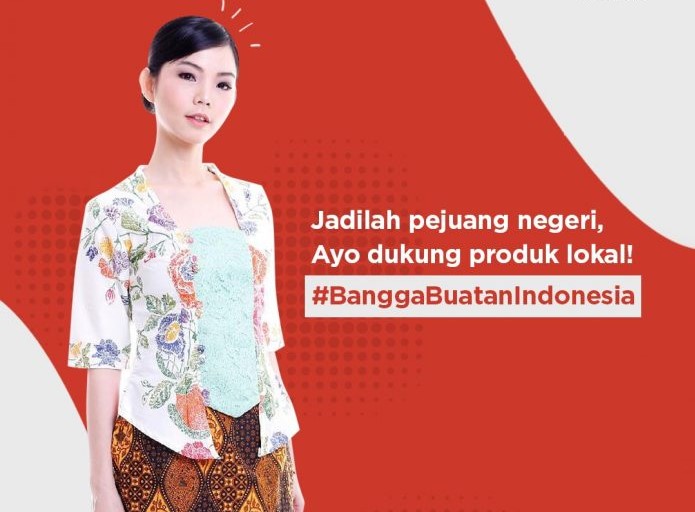 Jadilah pejuang negeri,
Ayo dukung produk lokal!
#BanggaBuatanIndonesia